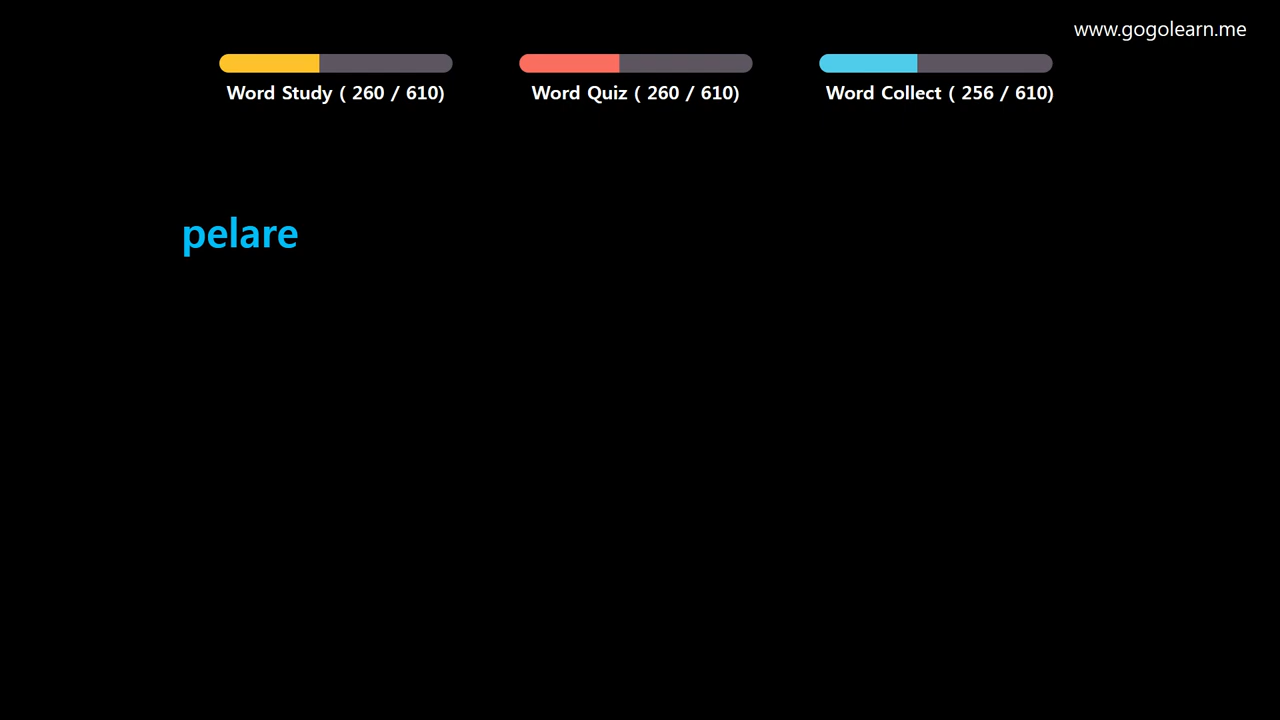 www.gogolearn.me
Word Study ( 260 / 610)
Word Quiz ( 260 / 610)
Word Collect ( 256 / 610)
pelare